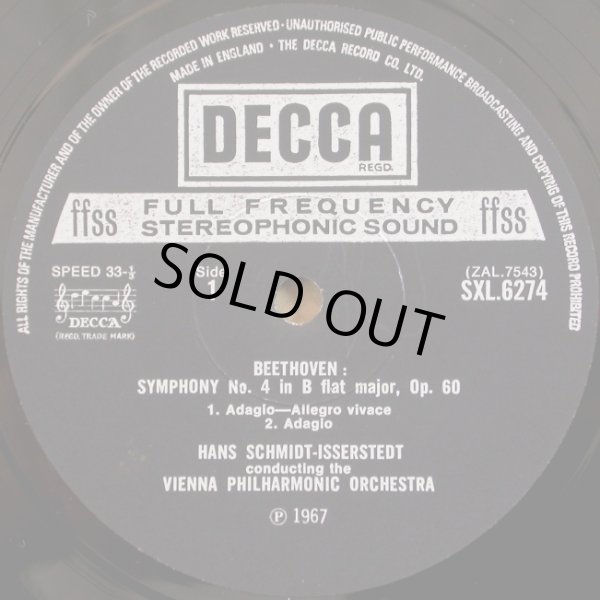 ALL RIGHTS OF THE MANUFACTURER AND OF THE OWNER OF THE RECORDED WORK RESERVED · UNAUTHORISED PUBLIC PERFORMANCE BROADCASTING AND COPYING OF THIS RECORD PROHIBITED
MADE IN ENGLAND · THE DECCA RECORD CO. LTD.
DECCA
REGD.
ffss FULL FREQUENCY STEREOPHONIC SOUND ffss
SPEED 33-⅓
Side
1
(ZAL.7543)
SXL.6274
DECCA
(REGD. TRADE MARK)
SOLD OUT
BEETHOVEN :
SYMPHONY No. 4 in B flat major, Op. 60
1. Adagio—Allegro vivace
2. Adagio
HANS SCHMIDT-ISSERSTEDT
conducting the
VIENNA PHILHARMONIC ORCHESTRA
℗ 1967